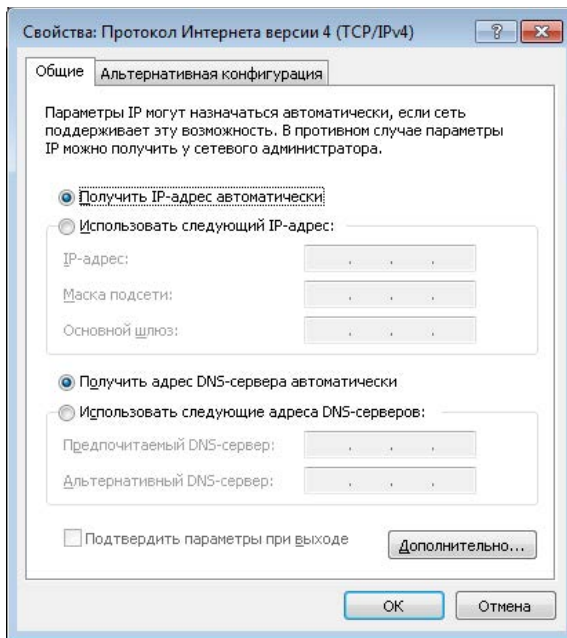 Свойства: Протокол Интернета версии 4 (TCP/IPv4)
Общие Альтернативная конфигурация
Параметры IP могут назначаться автоматически, если сеть
поддерживает эту возможность. В противном случае параметры
IP можно получить у сетевого администратора.
Получить IP-адрес автоматически
Использовать следующий IP-адрес:
IP-адрес:
Маска подсети:
Основной шлюз:
Получить адрес DNS-сервера автоматически
Использовать следующие адреса DNS-серверов:
Предпочитаемый DNS-сервер:
Альтернативный DNS-сервер:
Подтвердить параметры при выходе
Дополнительно...
ОК Отмена